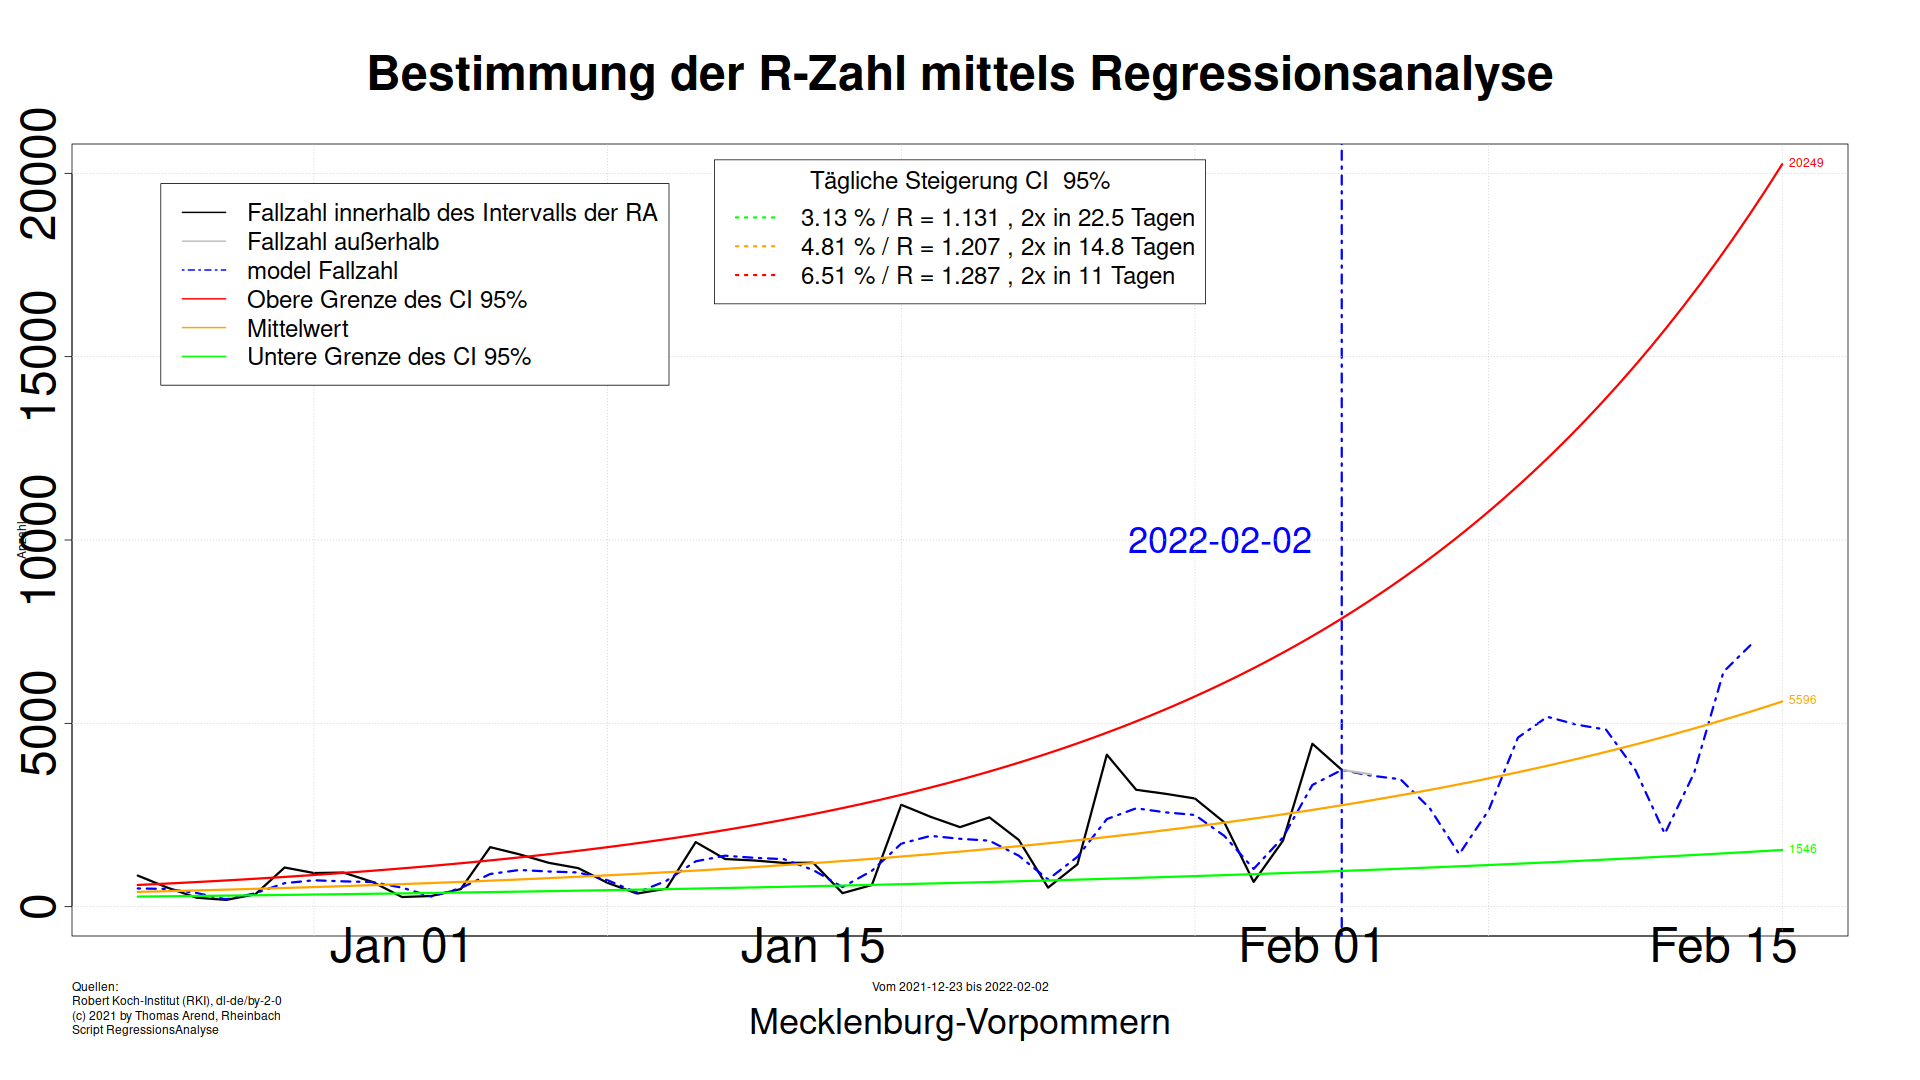 Bestimmung der R-Zahl mittels Regressionsanalyse
20000
15000
10000
5000
0
Anzahl
Fallzahl innerhalb des Intervalls der RA
Fallzahl außerhalb
model Fallzahl
Obere Grenze des CI 95%
Mittelwert
Untere Grenze des CI 95%
Tägliche Steigerung CI 95%
3.13 % / R = 1.131 , 2x in 22.5 Tagen
4.81 % / R = 1.207 , 2x in 14.8 Tagen
6.51 % / R = 1.287 , 2x in 11 Tagen
20249
2022-02-02
5596
1546
Jan 01
Jan 15
Feb 01
Feb 15
Quellen:
Robert Koch-Institut (RKI), dl-de/by-2-0
(c) 2021 by Thomas Arend, Rheinbach
Script RegressionsAnalyse
Vom 2021-12-23 bis 2022-02-02
Mecklenburg-Vorpommern